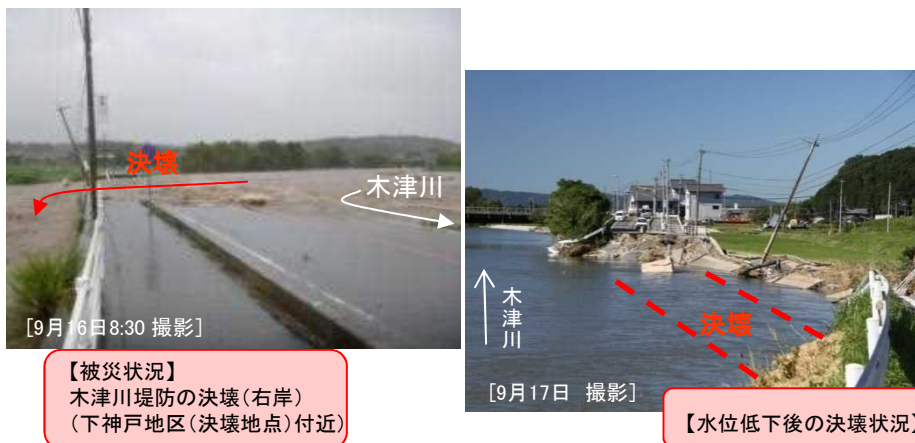 決壊
木津川
[9月16日8:30 撮影]
【被災状況】
木津川堤防の決壊(右岸)
(下神戸地区(決壊地点)付近)
木津川
決壊
[9月17日 撮影]
【水位低下後の決壊状況】